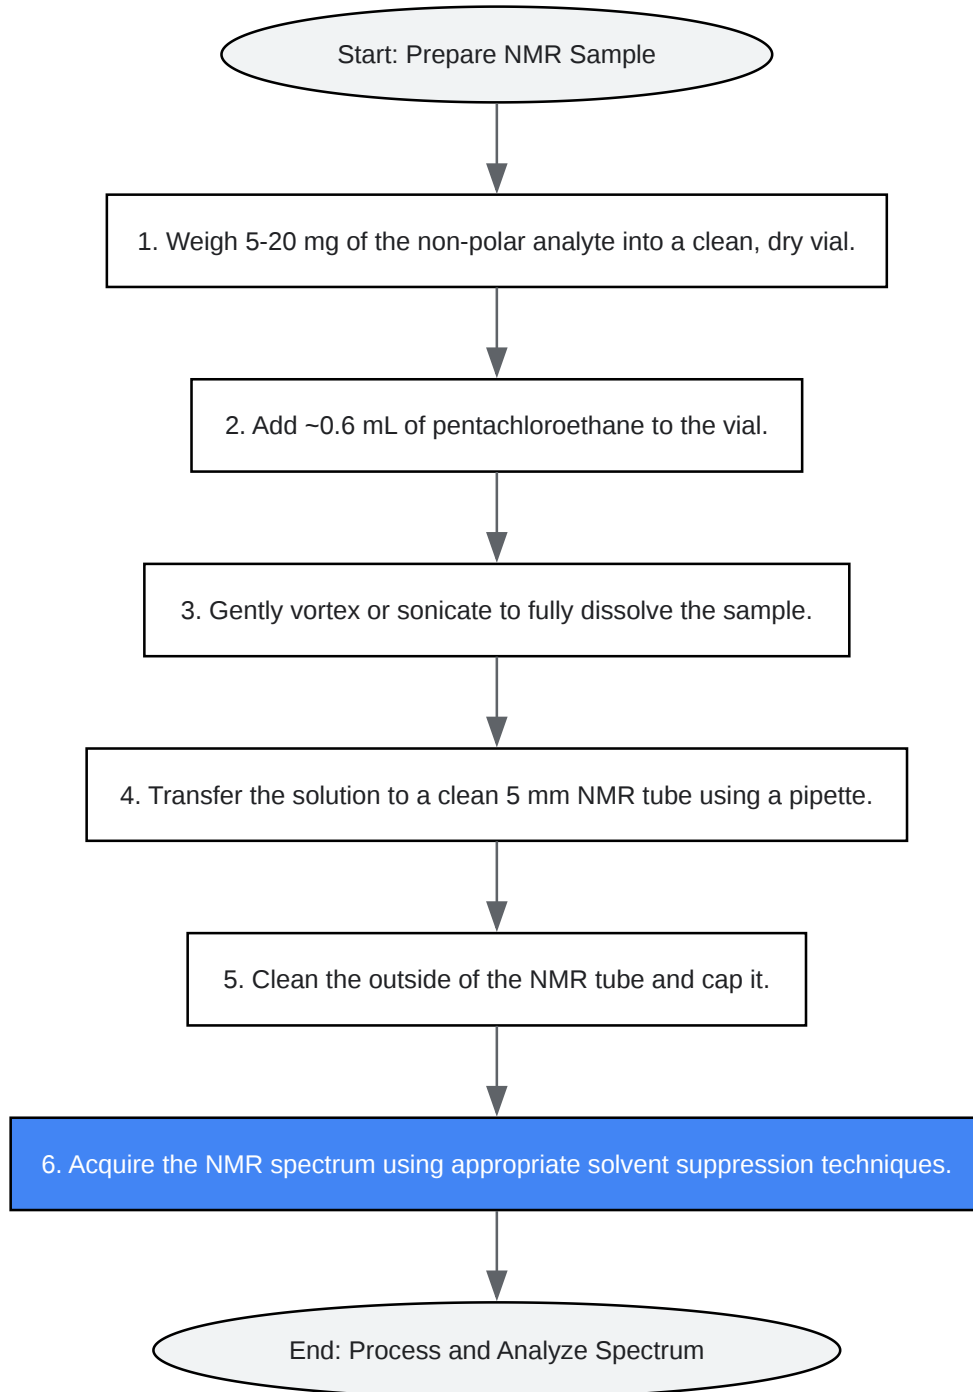 Start: Prepare NMR Sample
1. Weigh 5-20 mg of the non-polar analyte into a clean, dry vial.
2. Add ~0.6 mL of pentachloroethane to the vial.
3. Gently vortex or sonicate to fully dissolve the sample.
4. Transfer the solution to a clean 5 mm NMR tube using a pipette.
5. Clean the outside of the NMR tube and cap it.
6. Acquire the NMR spectrum using appropriate solvent suppression techniques.
End: Process and Analyze Spectrum